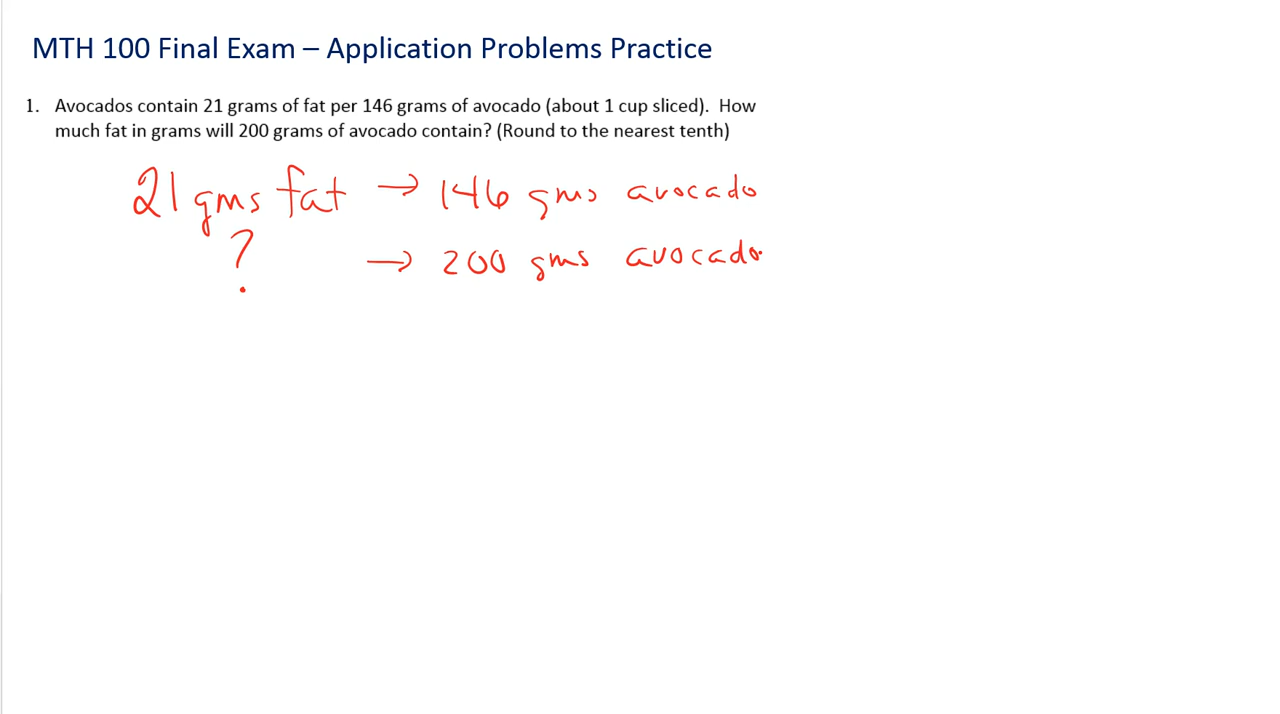 MTH 100 Final Exam – Application Problems Practice
1. Avocados contain 21 grams of fat per 146 grams of avocado (about 1 cup sliced). How
much fat in grams will 200 grams of avocado contain? (Round to the nearest tenth)
21 gms fat → 146 gms avocado
? → 200 gms avocado